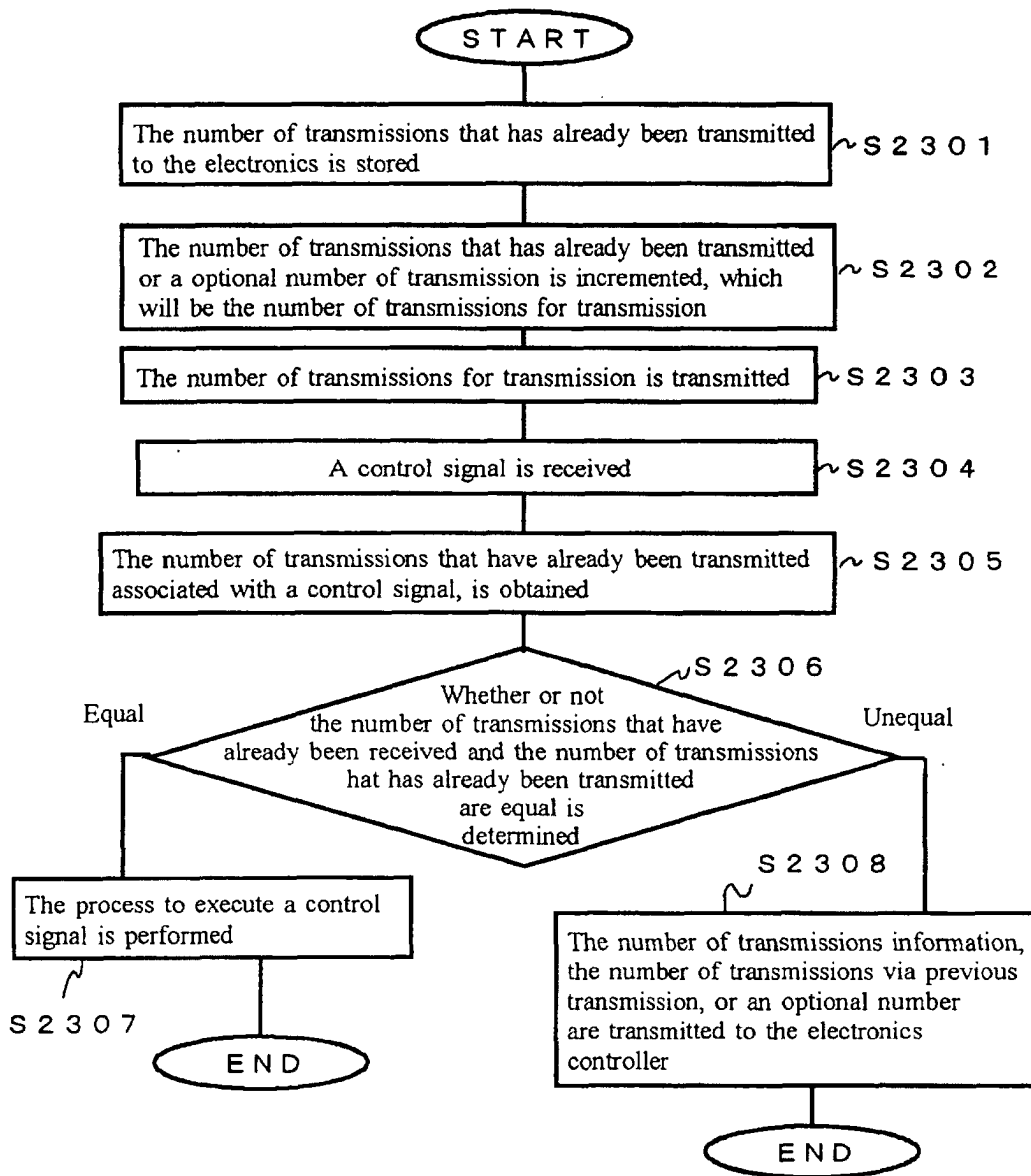 START
The number of transmissions that has already been transmitted
to the electronics is stored
S2301
The number of transmissions that has already been transmitted
or a optional number of transmission is incremented, which
will be the number of transmissions for transmission
S2302
The number of transmissions for transmission is transmitted
S2303
A control signal is received
S2304
The number of transmissions that have already been transmitted
associated with a control signal, is obtained
S2305
S2306
Whether or not
the number of transmissions that have
already been received and the number of transmissions
hat has already been transmitted
are equal is
determined
Equal
Unequal
The process to execute a control
signal is performed
S2307
END
S2308
The number of transmissions information,
the number of transmissions via previous
transmission, or an optional number
are transmitted to the electronics
controller
END